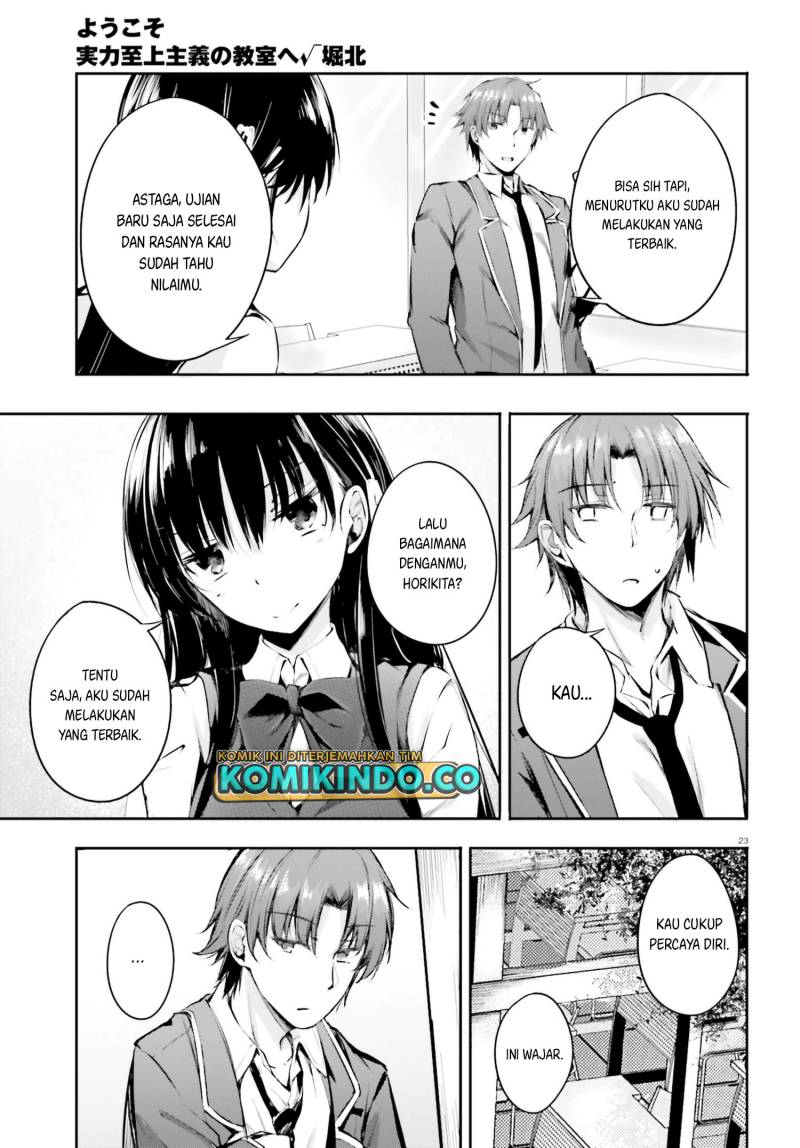 ようこそ
実力至上主義の教室へ√堀北
BISA SIH TAPI,
MENURUTKU AKU SUDAH
MELAKUKAN YANG
TERBAIK.
ASTAGA, UJIAN
BARU SAJA SELESAI
DAN RASANYA KAU
SUDAH TAHU
NILAIMU.
KAU...
LALU
BAGAIMANA
DENGANMU,
HORIKITA?
TENTU
SAJA, AKU SUDAH
MELAKUKAN
YANG TERBAIK.
KOMIK INI DITERJEMAHKAN TIM
KOMIKINDO.CO
23
KAU CUKUP
PERCAYA DIRI.
INI WAJAR.
...